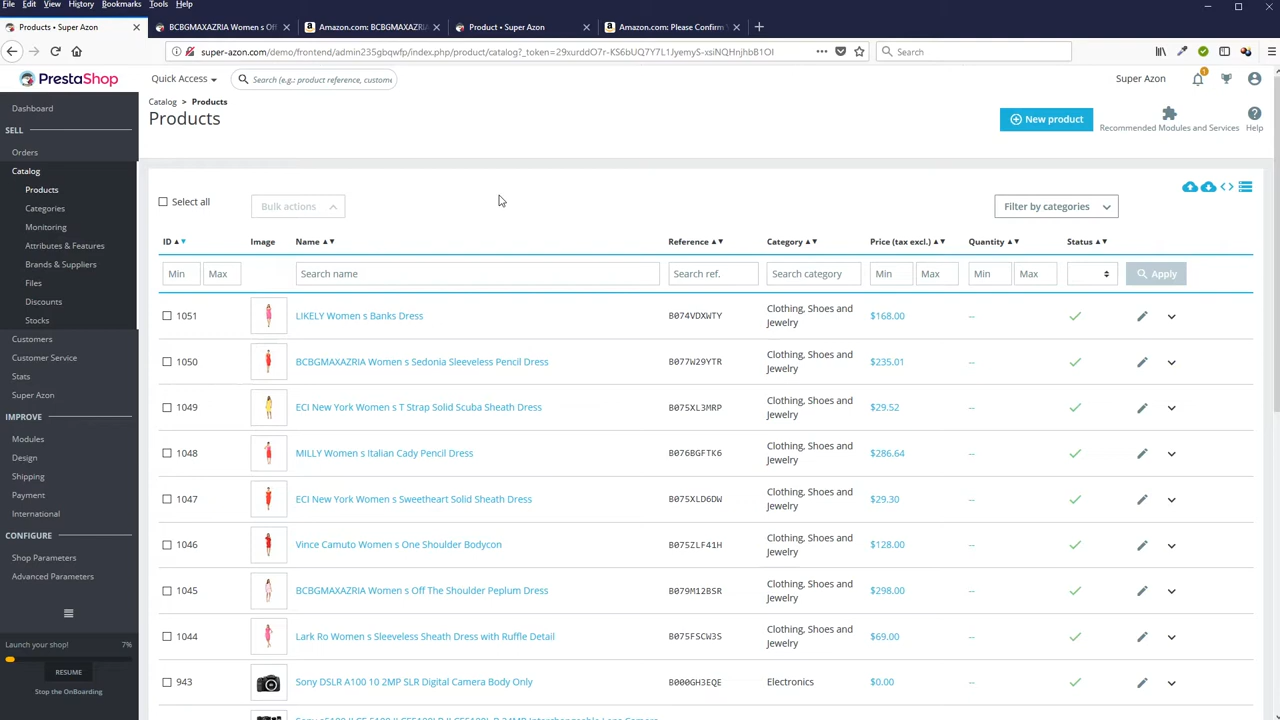 File Edit View History Bookmarks Tools Help
Products • Super Azon
BCBGMAXAZRIA Women s Off
Amazon.com: BCBGMAXAZRIA
Product • Super Azon
Amazon.com: Please Confirm
super-azon.com/demo/frontend/admin235gbqwfp/index.php/product/catalog?_token=
Search
PrestaShop
Quick Access
Search (e.g.: product reference, custome
Super Azon
1
Catalog > Products
Products
New product
Recommended Modules and Services
Help
Dashboard
SELL
Orders
Catalog
Products
Categories
Monitoring
Attributes & Features
Brands & Suppliers
Files
Discounts
Stocks
Customers
Customer Service
Stats
Super Azon
IMPROVE
Modules
Design
Shipping
Payment
International
CONFIGURE
Shop Parameters
Advanced Parameters
Launch your shop! 7%
RESUME
Stop the OnBoarding
Select all
Bulk actions
Filter by categories
ID Image Name Reference Category Price (tax excl.) Quantity Status
Min Max Search name Search ref. Search category Min Max Min Max Apply
1051 LIKELY Women s Banks Dress B074VDXWTY Clothing, Shoes and Jewelry $168.00 --
1050 BCBGMAXAZRIA Women s Sedonia Sleeveless Pencil Dress B077W29YTR Clothing, Shoes and Jewelry $235.01 --
1049 ECI New York Women s T Strap Solid Scuba Sheath Dress B075XL3MRP Clothing, Shoes and Jewelry $29.52 --
1048 MILLY Women s Italian Cady Pencil Dress B076BGFTK6 Clothing, Shoes and Jewelry $286.64 --
1047 ECI New York Women s Sweetheart Solid Sheath Dress B075XLD6DW Clothing, Shoes and Jewelry $29.30 --
1046 Vince Camuto Women s One Shoulder Bodycon B075ZLF41H Clothing, Shoes and Jewelry $128.00 --
1045 BCBGMAXAZRIA Women s Off The Shoulder Peplum Dress B079M12BSR Clothing, Shoes and Jewelry $298.00 --
1044 Lark Ro Women s Sleeveless Sheath Dress with Ruffle Detail B075FSCW3S Clothing, Shoes and Jewelry $69.00 --
943 Sony DSLR A100 10 2MP SLR Digital Camera Body Only B000GH3EQE Electronics $0.00 --